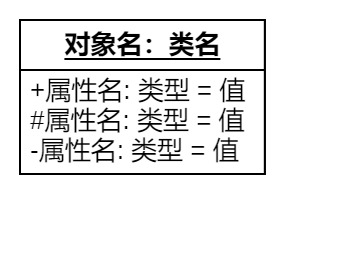 对象名：类名
+属性名: 类型 = 值
#属性名: 类型 = 值
-属性名: 类型 = 值